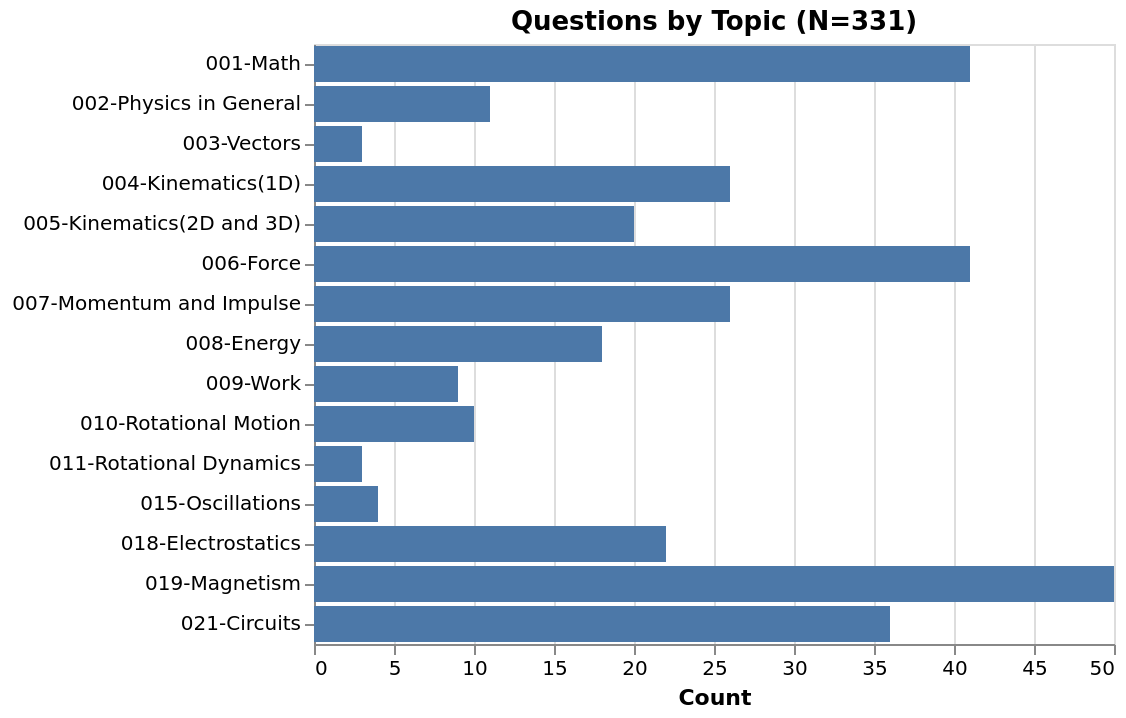 Questions by Topic (N=331)
001-Math
002-Physics in General
003-Vectors
004-Kinematics(1D)
005-Kinematics(2D and 3D)
006-Force
007-Momentum and Impulse
008-Energy
009-Work
010-Rotational Motion
011-Rotational Dynamics
015-Oscillations
018-Electrostatics
019-Magnetism
021-Circuits
0 5 10 15 20 25 30 35 40 45 50
Count